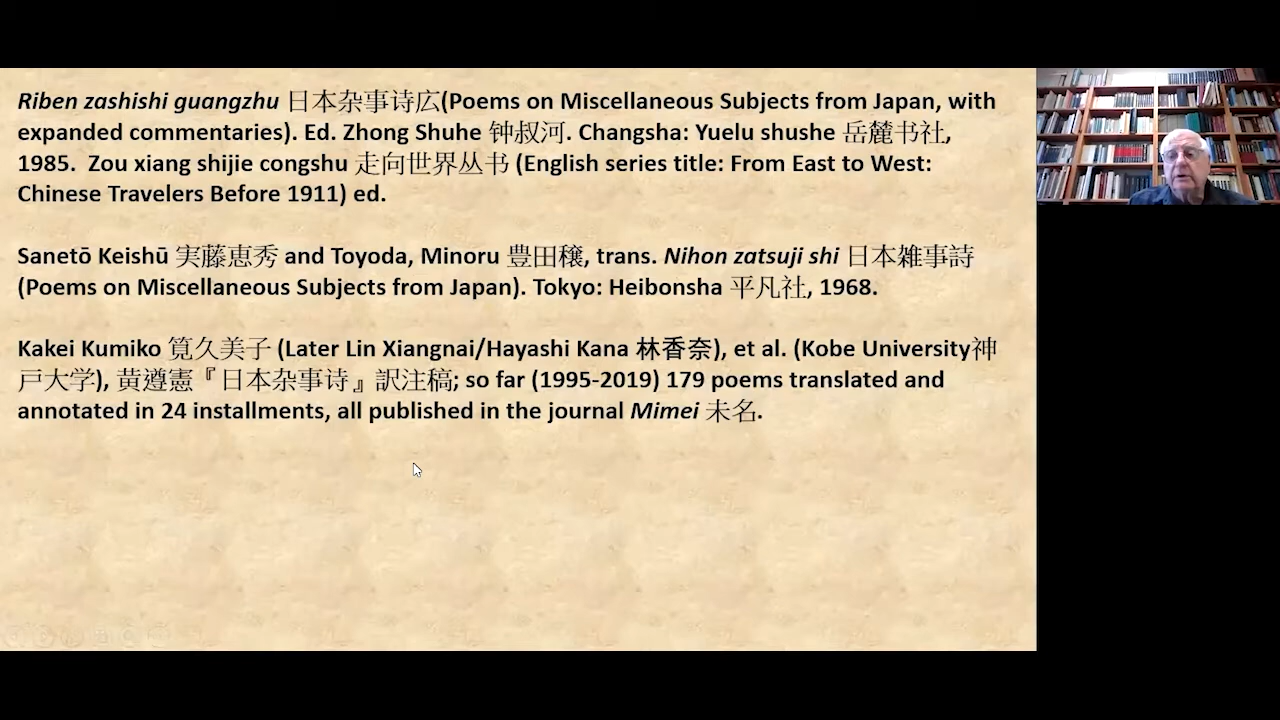 Riben zashishi guangzhu 日本杂事诗広(Poems on Miscellaneous Subjects from Japan, with
expanded commentaries). Ed. Zhong Shuhe 钟叔河. Changsha: Yuelu shushe 岳麓书社,
1985.  Zou xiang shijie congshu 走向世界丛书 (English series title: From East to West:
Chinese Travelers Before 1911) ed.
Sanetō Keishū 実藤恵秀 and Toyoda, Minoru 豊田穣, trans. Nihon zatsuji shi 日本雑事詩
(Poems on Miscellaneous Subjects from Japan). Tokyo: Heibonsha 平凡社, 1968.
Kakei Kumiko 筧久美子 (Later Lin Xiangnai/Hayashi Kana 林香奈), et al. (Kobe University神
戸大学), 黄遵憲『日本杂事诗』訳注稿; so far (1995-2019) 179 poems translated and
annotated in 24 installments, all published in the journal Mimei 未名.